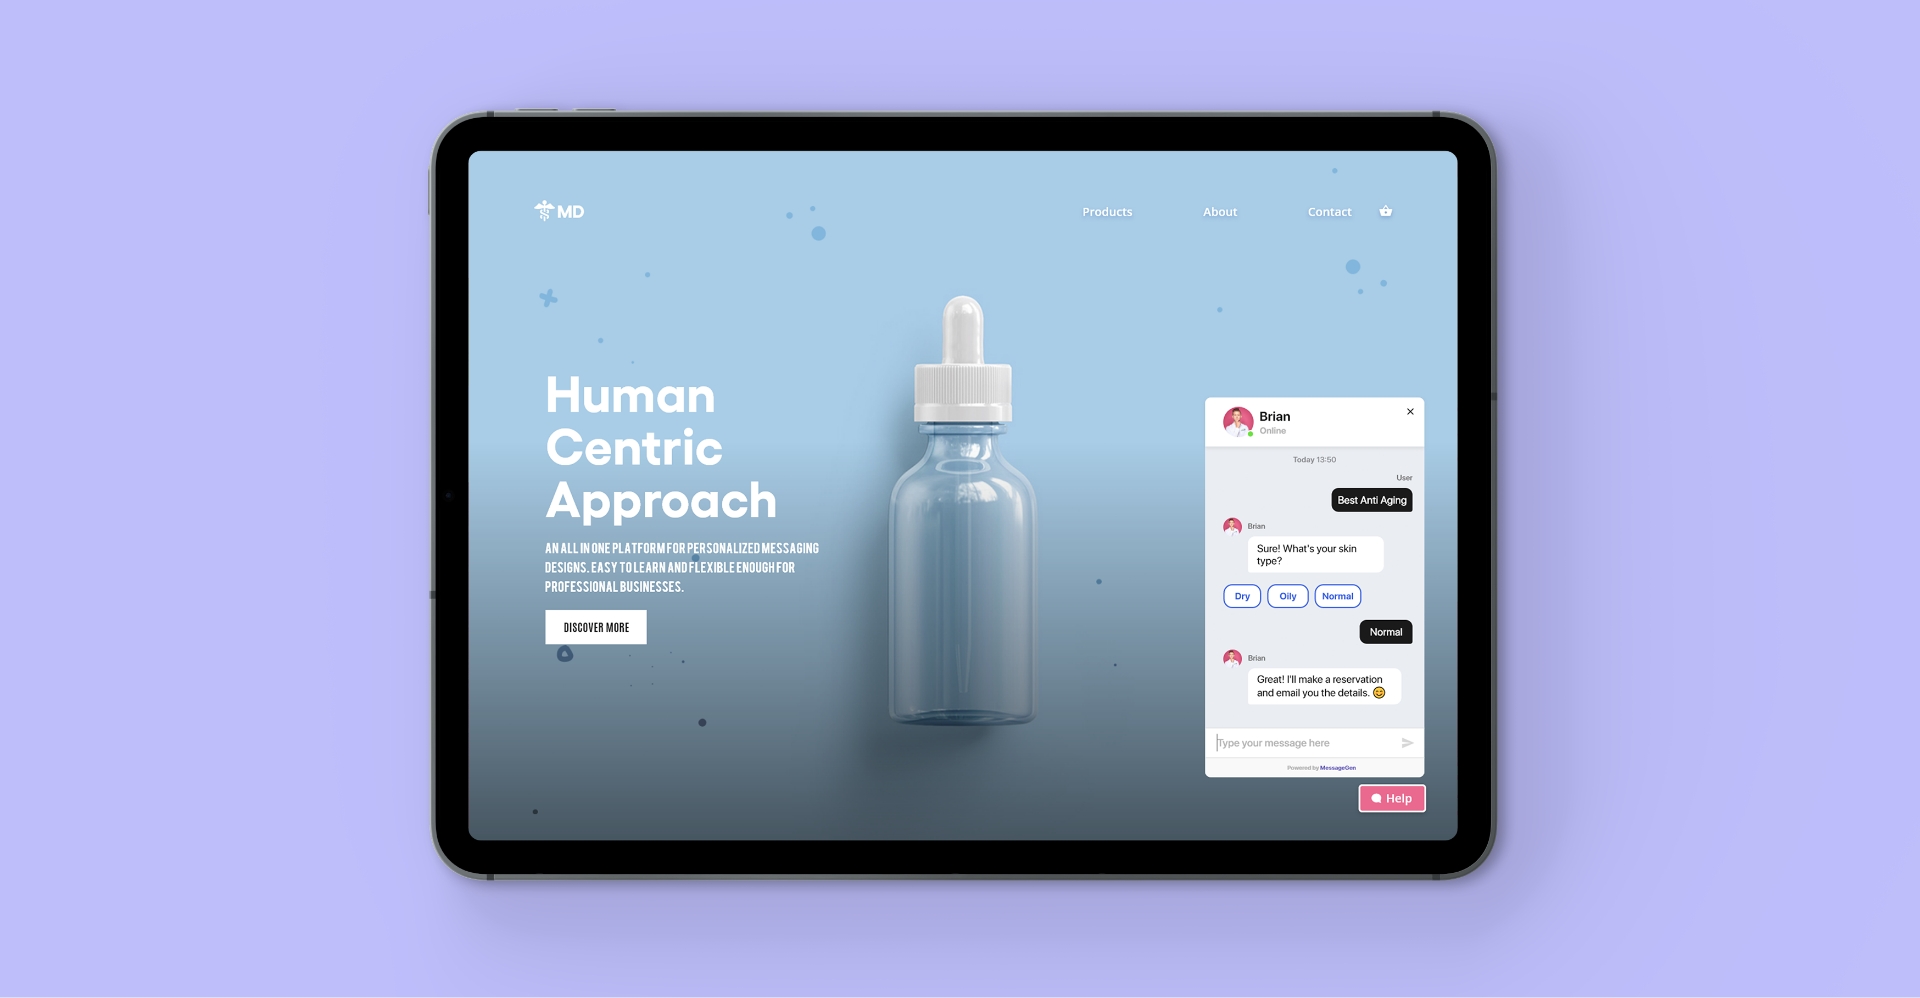 MD
Products
About
Contact
Human
Centric
Approach
AN ALL IN ONE PLATFORM FOR PERSONALIZED MESSAGING
DESIGNS. EASY TO LEARN AND FLEXIBLE ENOUGH FOR
PROFESSIONAL BUSINESSES.
DISCOVER MORE
Brian
Online
Today 13:50
User
Best Anti Aging
Brian
Sure! What's your skin
type?
Dry
Oily
Normal
Normal
Brian
Great! I'll make a reservation
and email you the details. 😊
Type your message here
Powered by MessageGen
Help